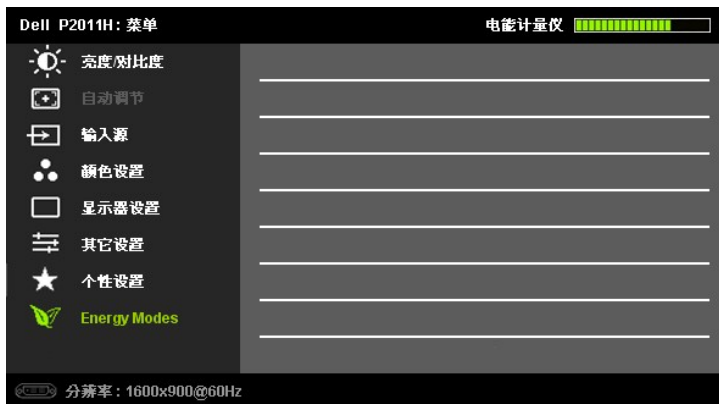 Dell P2011H: 菜单
电能计量仪
亮度/对比度
自动调节
输入源
颜色设置
显示器设置
其它设置
个性设置
Energy Modes
分辨率: 1600x900@60Hz